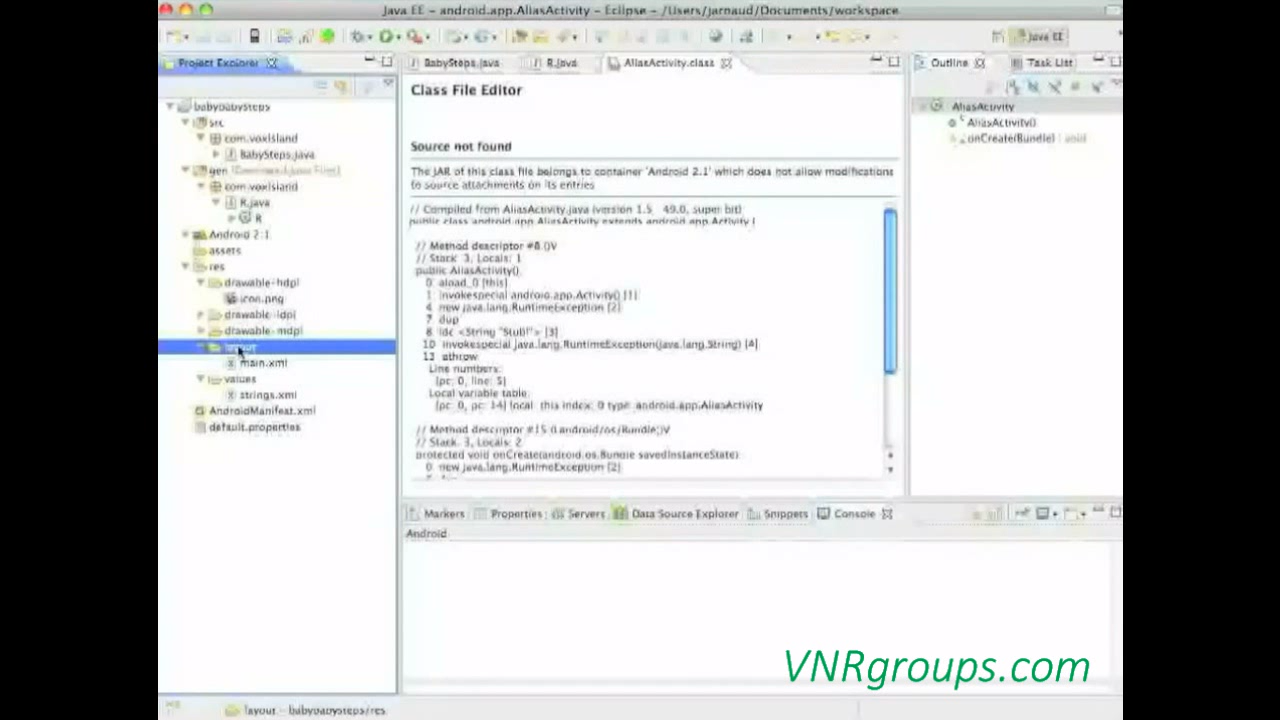 Java EE - android.app.AliasActivity - Eclipse - /Users/jarnaud/Documents/workspace
Java EE
Project Explorer
babybabysteps
src
com.voxisland
BabySteps.java
gen
com.voxisland
R.java
R
Android 2.1
assets
res
drawable-hdpi
icon.png
drawable-ldpi
drawable-mdpi
layout
main.xml
values
strings.xml
AndroidManifest.xml
default.properties
BabySteps.java R.java AliasActivity.class
Class File Editor
Source not found
The JAR of this class file belongs to container 'Android 2.1' which does not allow modifications
to source attachments on its entries
// Compiled from AliasActivity.java (version 1.5 : 49.0, super bit)
public class android.app.AliasActivity extends android.app.Activity {
// Method descriptor #8 ()V
// Stack: 3, Locals: 1
public AliasActivity();
0 aload_0 [this]
1 invokespecial android.app.Activity() [1]
4 new java.lang.RuntimeException [2]
7 dup
8 ldc <String "Stub!"> [3]
10 invokespecial java.lang.RuntimeException(java.lang.String) [4]
13 athrow
Line numbers:
[pc: 0, line: 5]
Local variable table:
[pc: 0, pc: 14] local: this index: 0 type: android.app.AliasActivity
// Method descriptor #15 (Landroid/os/Bundle;)V
// Stack: 3, Locals: 2
protected void onCreate(android.os.Bundle savedInstanceState);
0 new java.lang.RuntimeException [2]
Outline Task List
AliasActivity
AliasActivity()
onCreate(Bundle) : void
Markers Properties Servers Data Source Explorer Snippets Console
Android
VNRgroups.com
layout - babybabysteps/res